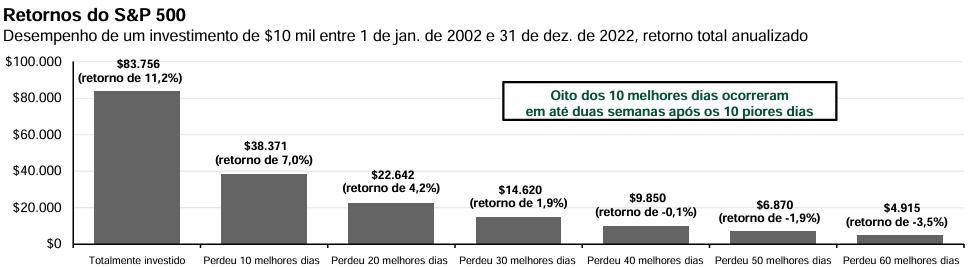 Retornos do S&P 500
Desempenho de um investimento de $10 mil entre 1 de jan. de 2002 e 31 de dez. de 2022, retorno total anualizado
$100.000
$80.000
$60.000
$40.000
$20.000
$0
$83.756
(retorno de 11,2%)
$38.371
(retorno de 7,0%)
$22.642
(retorno de 4,2%)
$14.620
(retorno de 1,9%)
$9.850
(retorno de -0,1%)
$6.870
(retorno de -1,9%)
$4.915
(retorno de -3,5%)
Oito dos 10 melhores dias ocorreram
em até duas semanas após os 10 piores dias
Totalmente investido
Perdeu 10 melhores dias
Perdeu 20 melhores dias
Perdeu 30 melhores dias
Perdeu 40 melhores dias
Perdeu 50 melhores dias
Perdeu 60 melhores dias